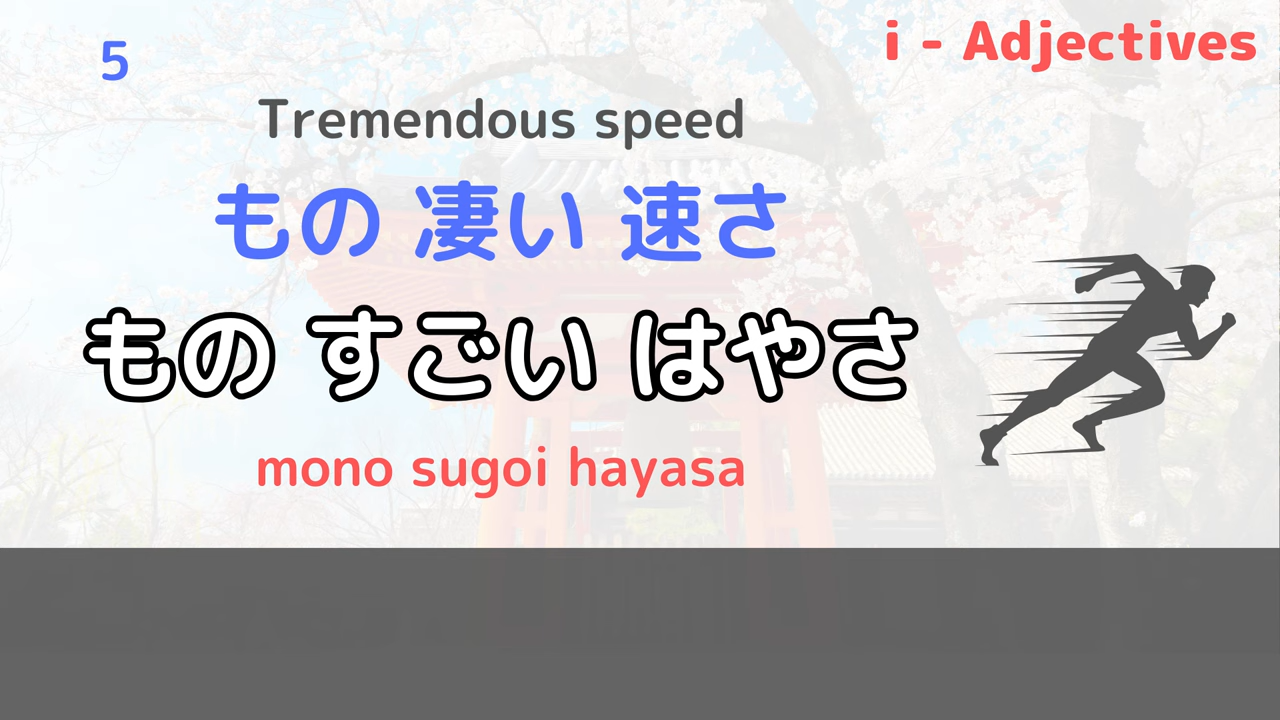 i - Adjectives
5
Tremendous speed
もの 凄い 速さ
もの すごい はやさ
mono sugoi hayasa